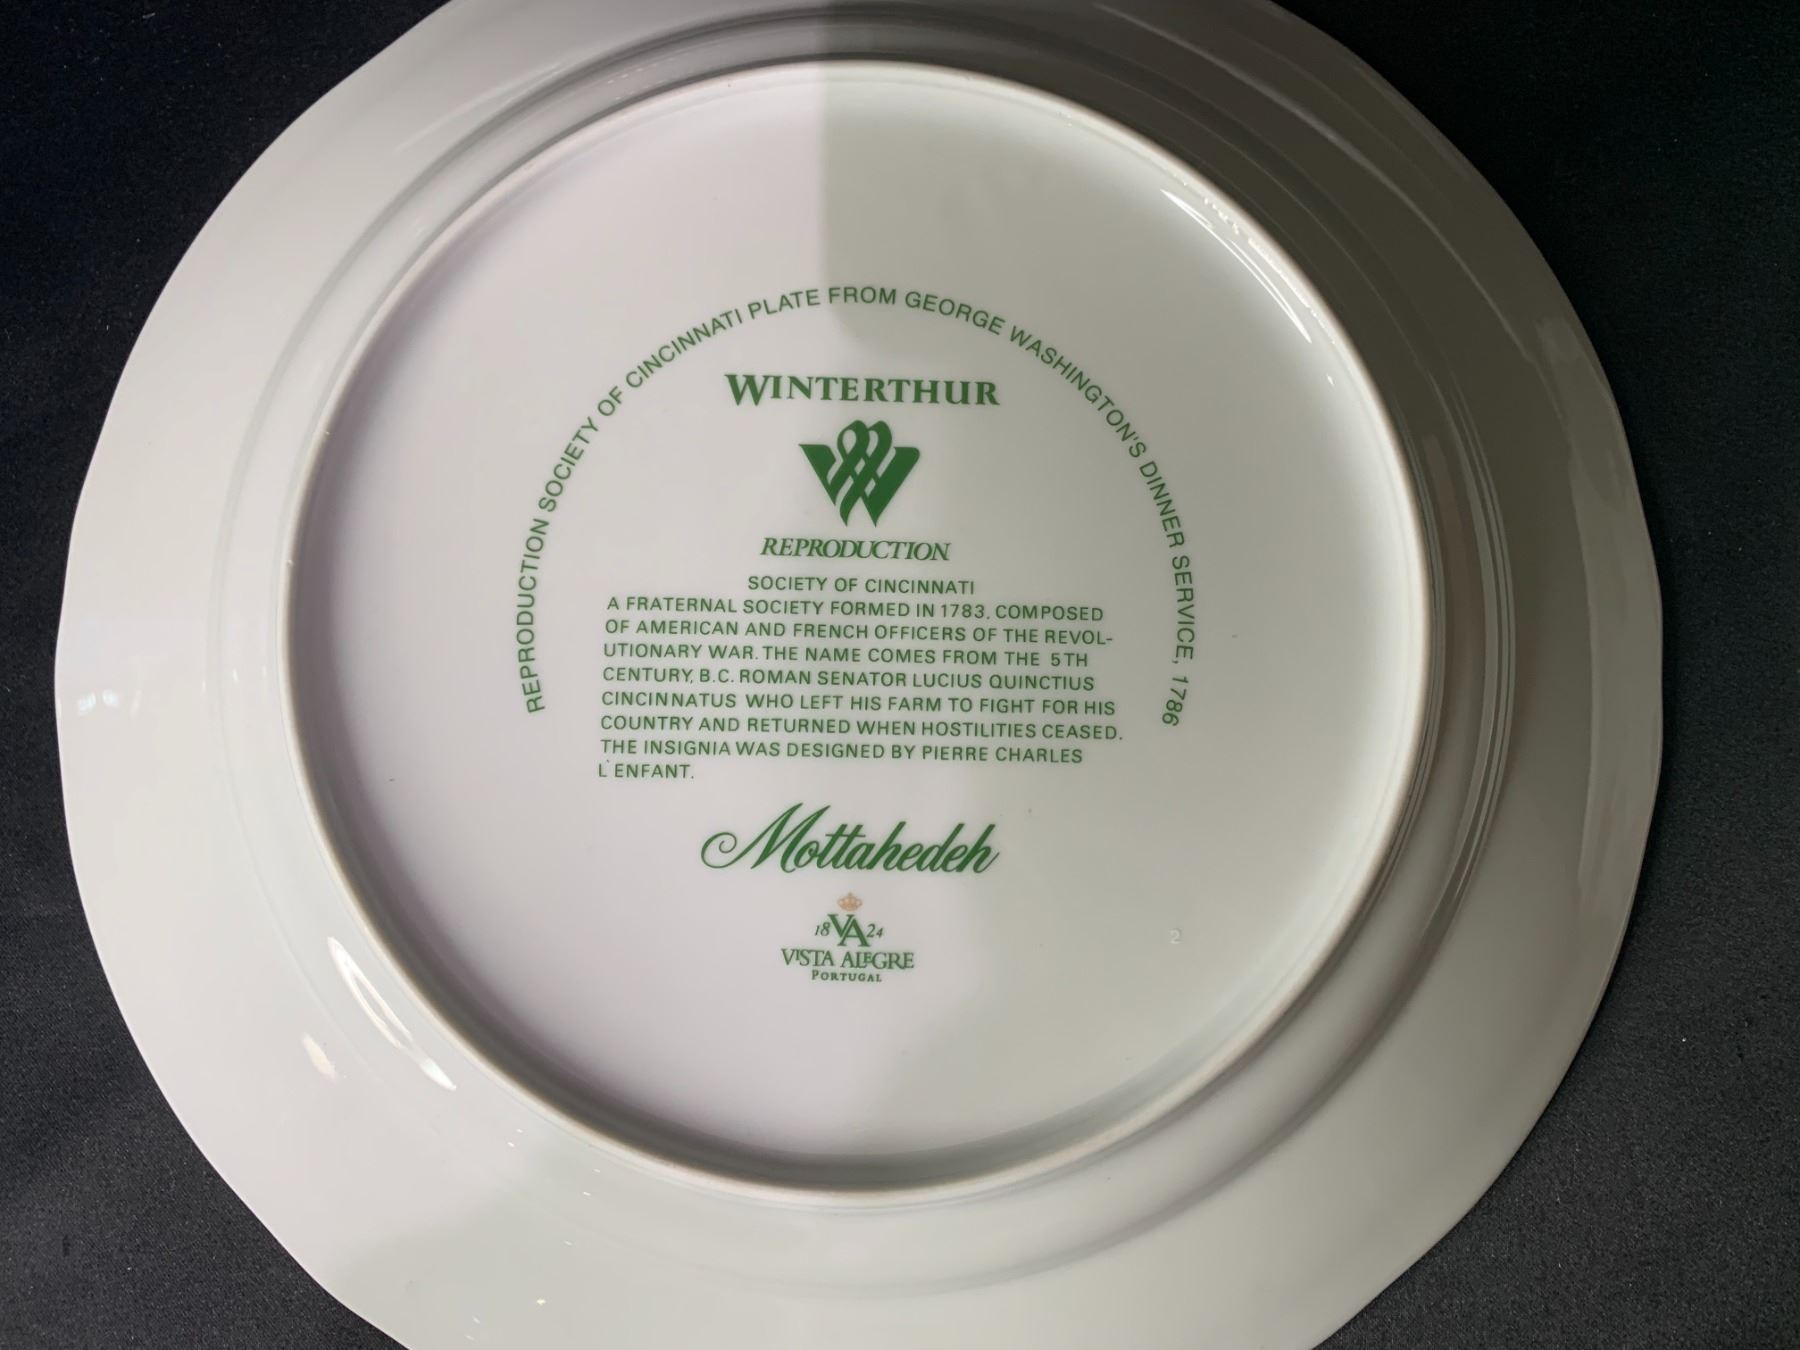 REPRODUCTION SOCIETY OF CINCINNATI PLATE FROM GEORGE WASHINGTON'S DINNER SERVICE, 1786
WINTERTHUR
REPRODUCTION
SOCIETY OF CINCINNATI
A FRATERNAL SOCIETY FORMED IN 1783, COMPOSED
OF AMERICAN AND FRENCH OFFICERS OF THE REVOL-
UTIONARY WAR. THE NAME COMES FROM THE 5TH
CENTURY, B.C. ROMAN SENATOR LUCIUS QUINCTIUS
CINCINNATUS WHO LEFT HIS FARM TO FIGHT FOR HIS
COUNTRY AND RETURNED WHEN HOSTILITIES CEASED.
THE INSIGNIA WAS DESIGNED BY PIERRE CHARLES
L'ENFANT.
Mottahedeh
18 VA 24
VISTA ALEGRE
PORTUGAL
2